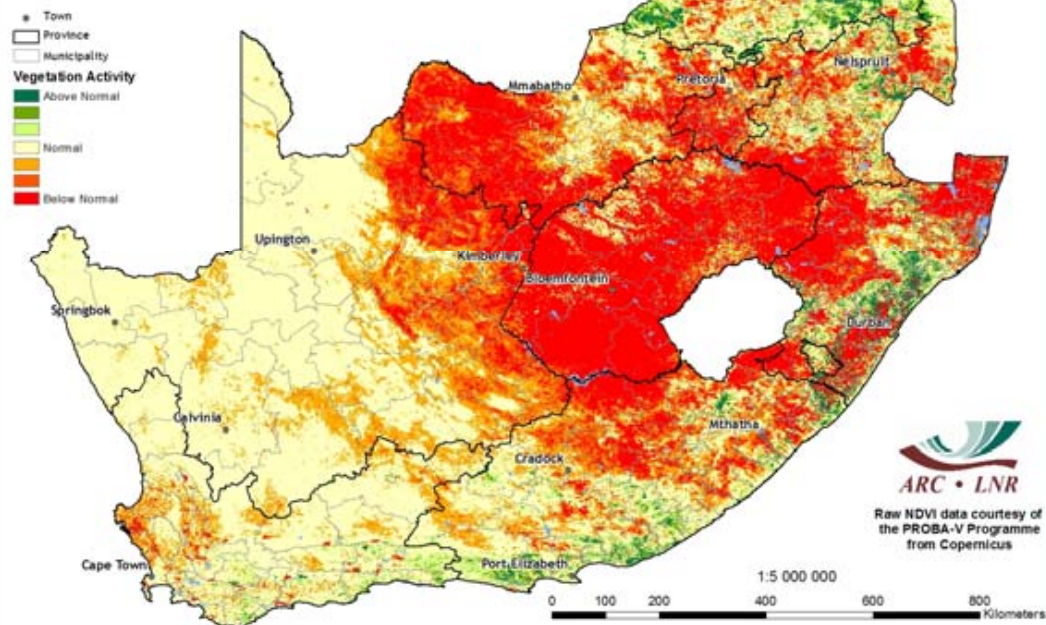 Town
Province
Municipality
Vegetation Activity
Above Normal
Normal
Below Normal
Mmabatho
Pretoria
Nelspruit
Upington
Kimberley
Bloemfontein
Springbok
Durban
Calvinia
Mthatha
Cradock
Cape Town
Port Elizabeth
ARC • LNR
Raw NDVI data courtesy of
the PROBA-V Programme
from Copernicus
1:5 000 000
0 100 200 400 600 800
Kilometers